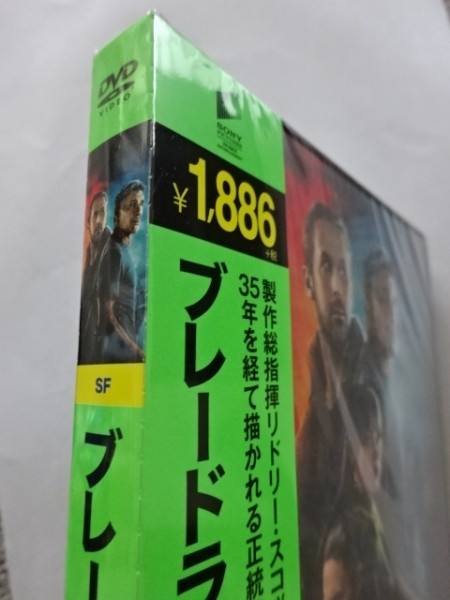 DVD
VIDEO
SF
ブレー
SONY
¥1,886
+税
ブレードラ
製作総指揮リドリー・スコ
35年を経て描かれる正統